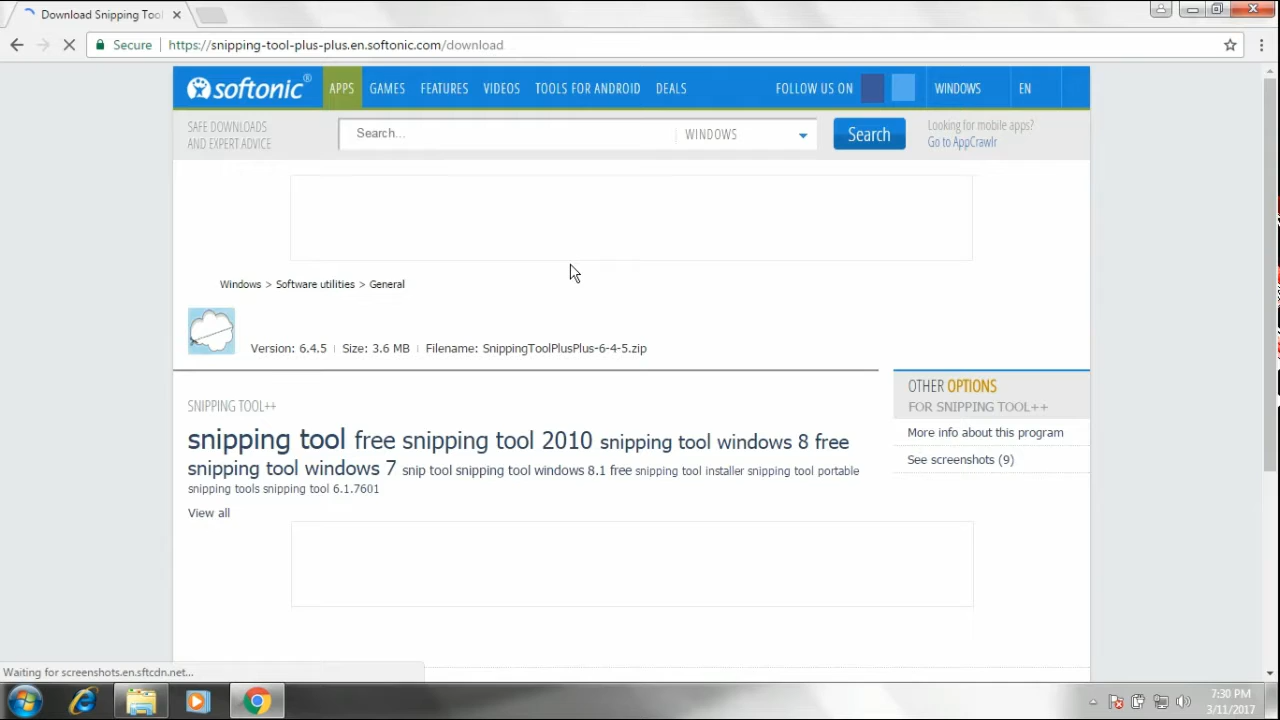 Download Snipping Tool
Secure https://snipping-tool-plus-plus.en.softonic.com/download
softonic® APPS GAMES FEATURES VIDEOS TOOLS FOR ANDROID DEALS FOLLOW US ON WINDOWS EN
SAFE DOWNLOADS
AND EXPERT ADVICE
Search... WINDOWS Search
Looking for mobile apps?
Go to AppCrawlr
Windows > Software utilities > General
Version: 6.4.5 Size: 3.6 MB Filename: SnippingToolPlusPlus-6-4-5.zip
SNIPPING TOOL++
snipping tool free snipping tool 2010 snipping tool windows 8 free
snipping tool windows 7 snip tool snipping tool windows 8.1 free snipping tool installer snipping tool portable
snipping tools snipping tool 6.1.7601
View all
OTHER OPTIONS
FOR SNIPPING TOOL++
More info about this program
See screenshots (9)
Waiting for screenshots.en.sftcdn.net...
7:30 PM
3/11/2017